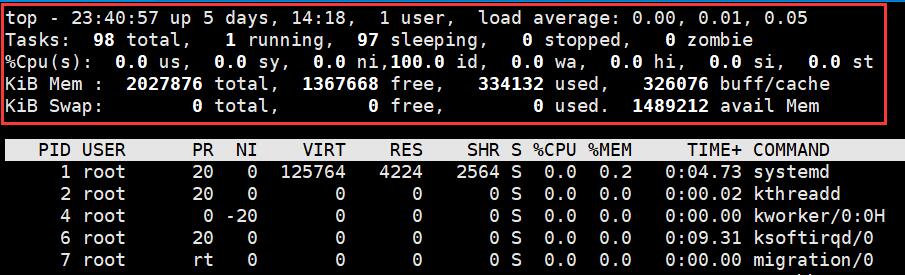 top - 23:40:57 up 5 days, 14:18,  1 user,  load average: 0.00, 0.01, 0.05
Tasks:  98 total,   1 running,  97 sleeping,   0 stopped,   0 zombie
%Cpu(s):  0.0 us,  0.0 sy,  0.0 ni,100.0 id,  0.0 wa,  0.0 hi,  0.0 si,  0.0 st
KiB Mem :  2027876 total,  1367668 free,   334132 used,   326076 buff/cache
KiB Swap:        0 total,        0 free,        0 used.  1489212 avail Mem
PID USER      PR  NI    VIRT    RES    SHR S %CPU %MEM     TIME+ COMMAND
1 root      20   0  125764   4224   2564 S  0.0  0.2   0:04.73 systemd
2 root      20   0       0      0      0 S  0.0  0.0   0:00.02 kthreadd
4 root       0 -20       0      0      0 S  0.0  0.0   0:00.00 kworker/0:0H
6 root      20   0       0      0      0 S  0.0  0.0   0:09.31 ksoftirqd/0
7 root      rt   0       0      0      0 S  0.0  0.0   0:00.00 migration/0